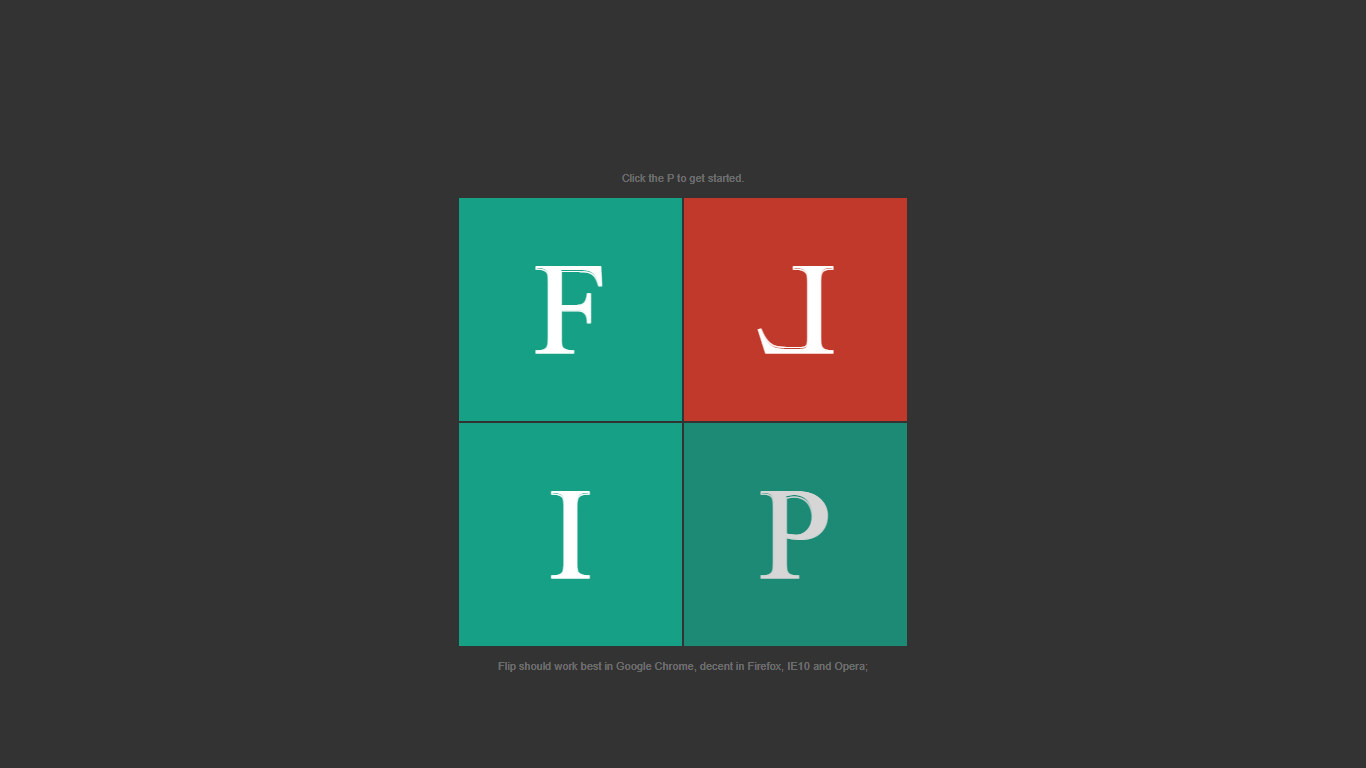 Click the P to get started.
F L
I P
Flip should work best in Google Chrome, decent in Firefox, IE10 and Opera;